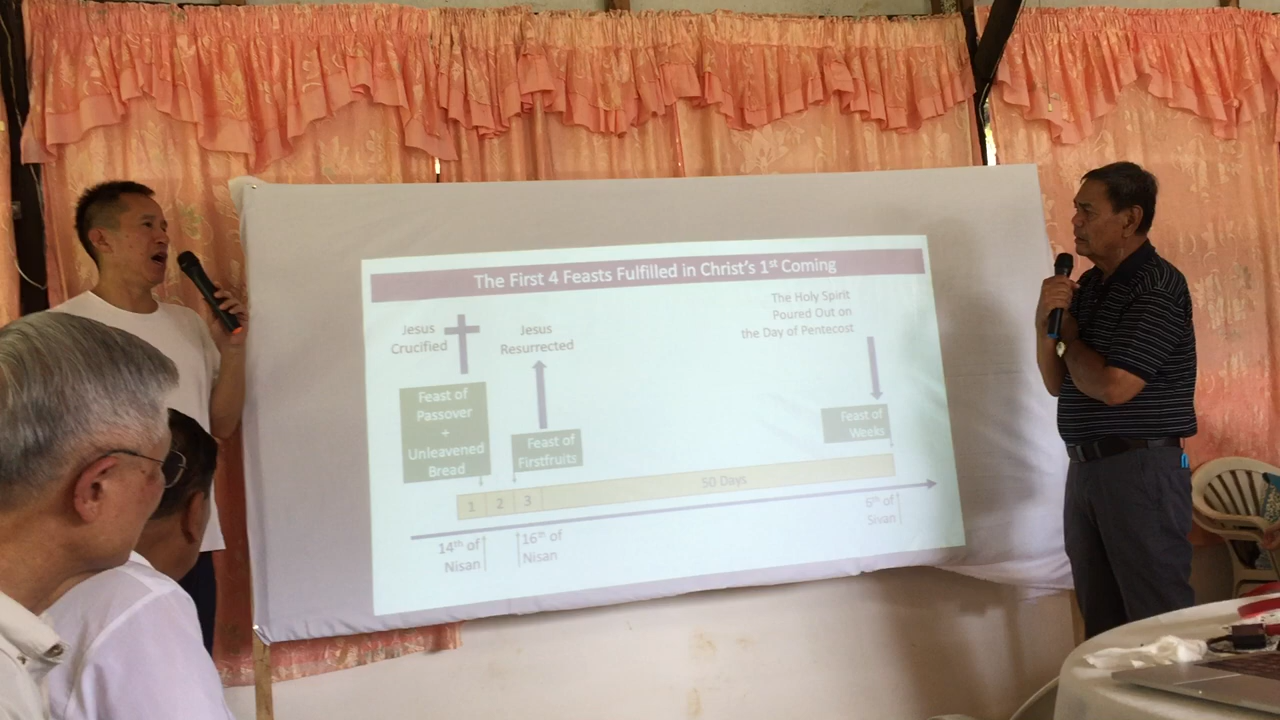 The First 4 Feasts Fulfilled in Christ's 1st Coming
Jesus
Crucified
Jesus
Resurrected
The Holy Spirit
Poured Out on
the Day of Pentecost
Feast of
Passover
+
Unleavened
Bread
Feast of
Firstfruits
Feast of
Weeks
1 2 3 50 Days
14th of
Nisan
16th of
Nisan
6th of
Sivan